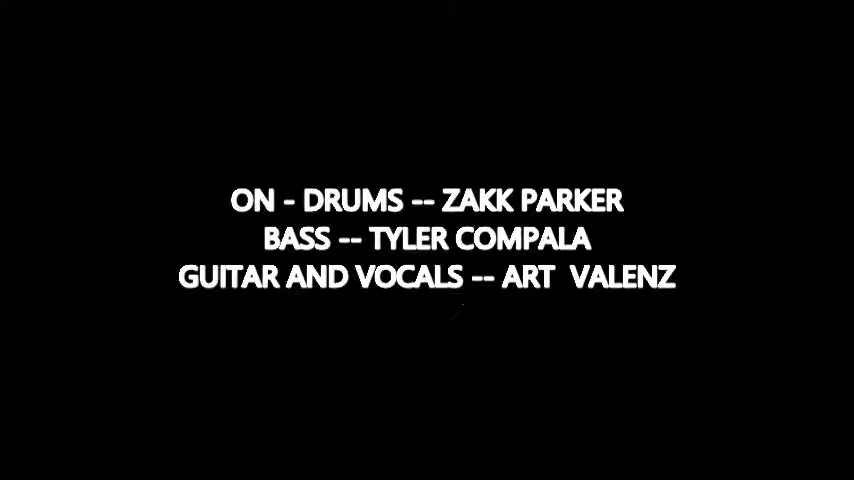 ON - DRUMS -- ZAKK PARKER
BASS -- TYLER COMPALA
GUITAR AND VOCALS -- ART  VALENZ